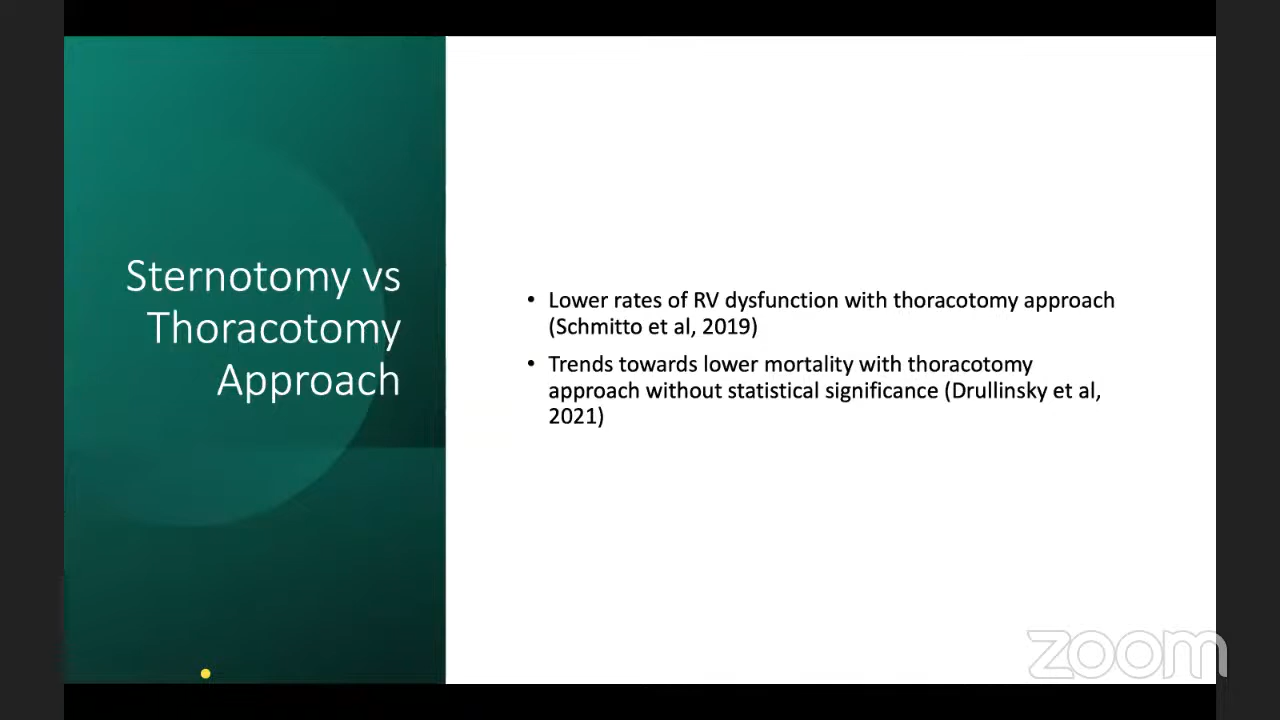 Sternotomy vs
Thoracotomy
Approach
• Lower rates of RV dysfunction with thoracotomy approach
(Schmitto et al, 2019)
• Trends towards lower mortality with thoracotomy
approach without statistical significance (Drullinsky et al,
2021)
zoom